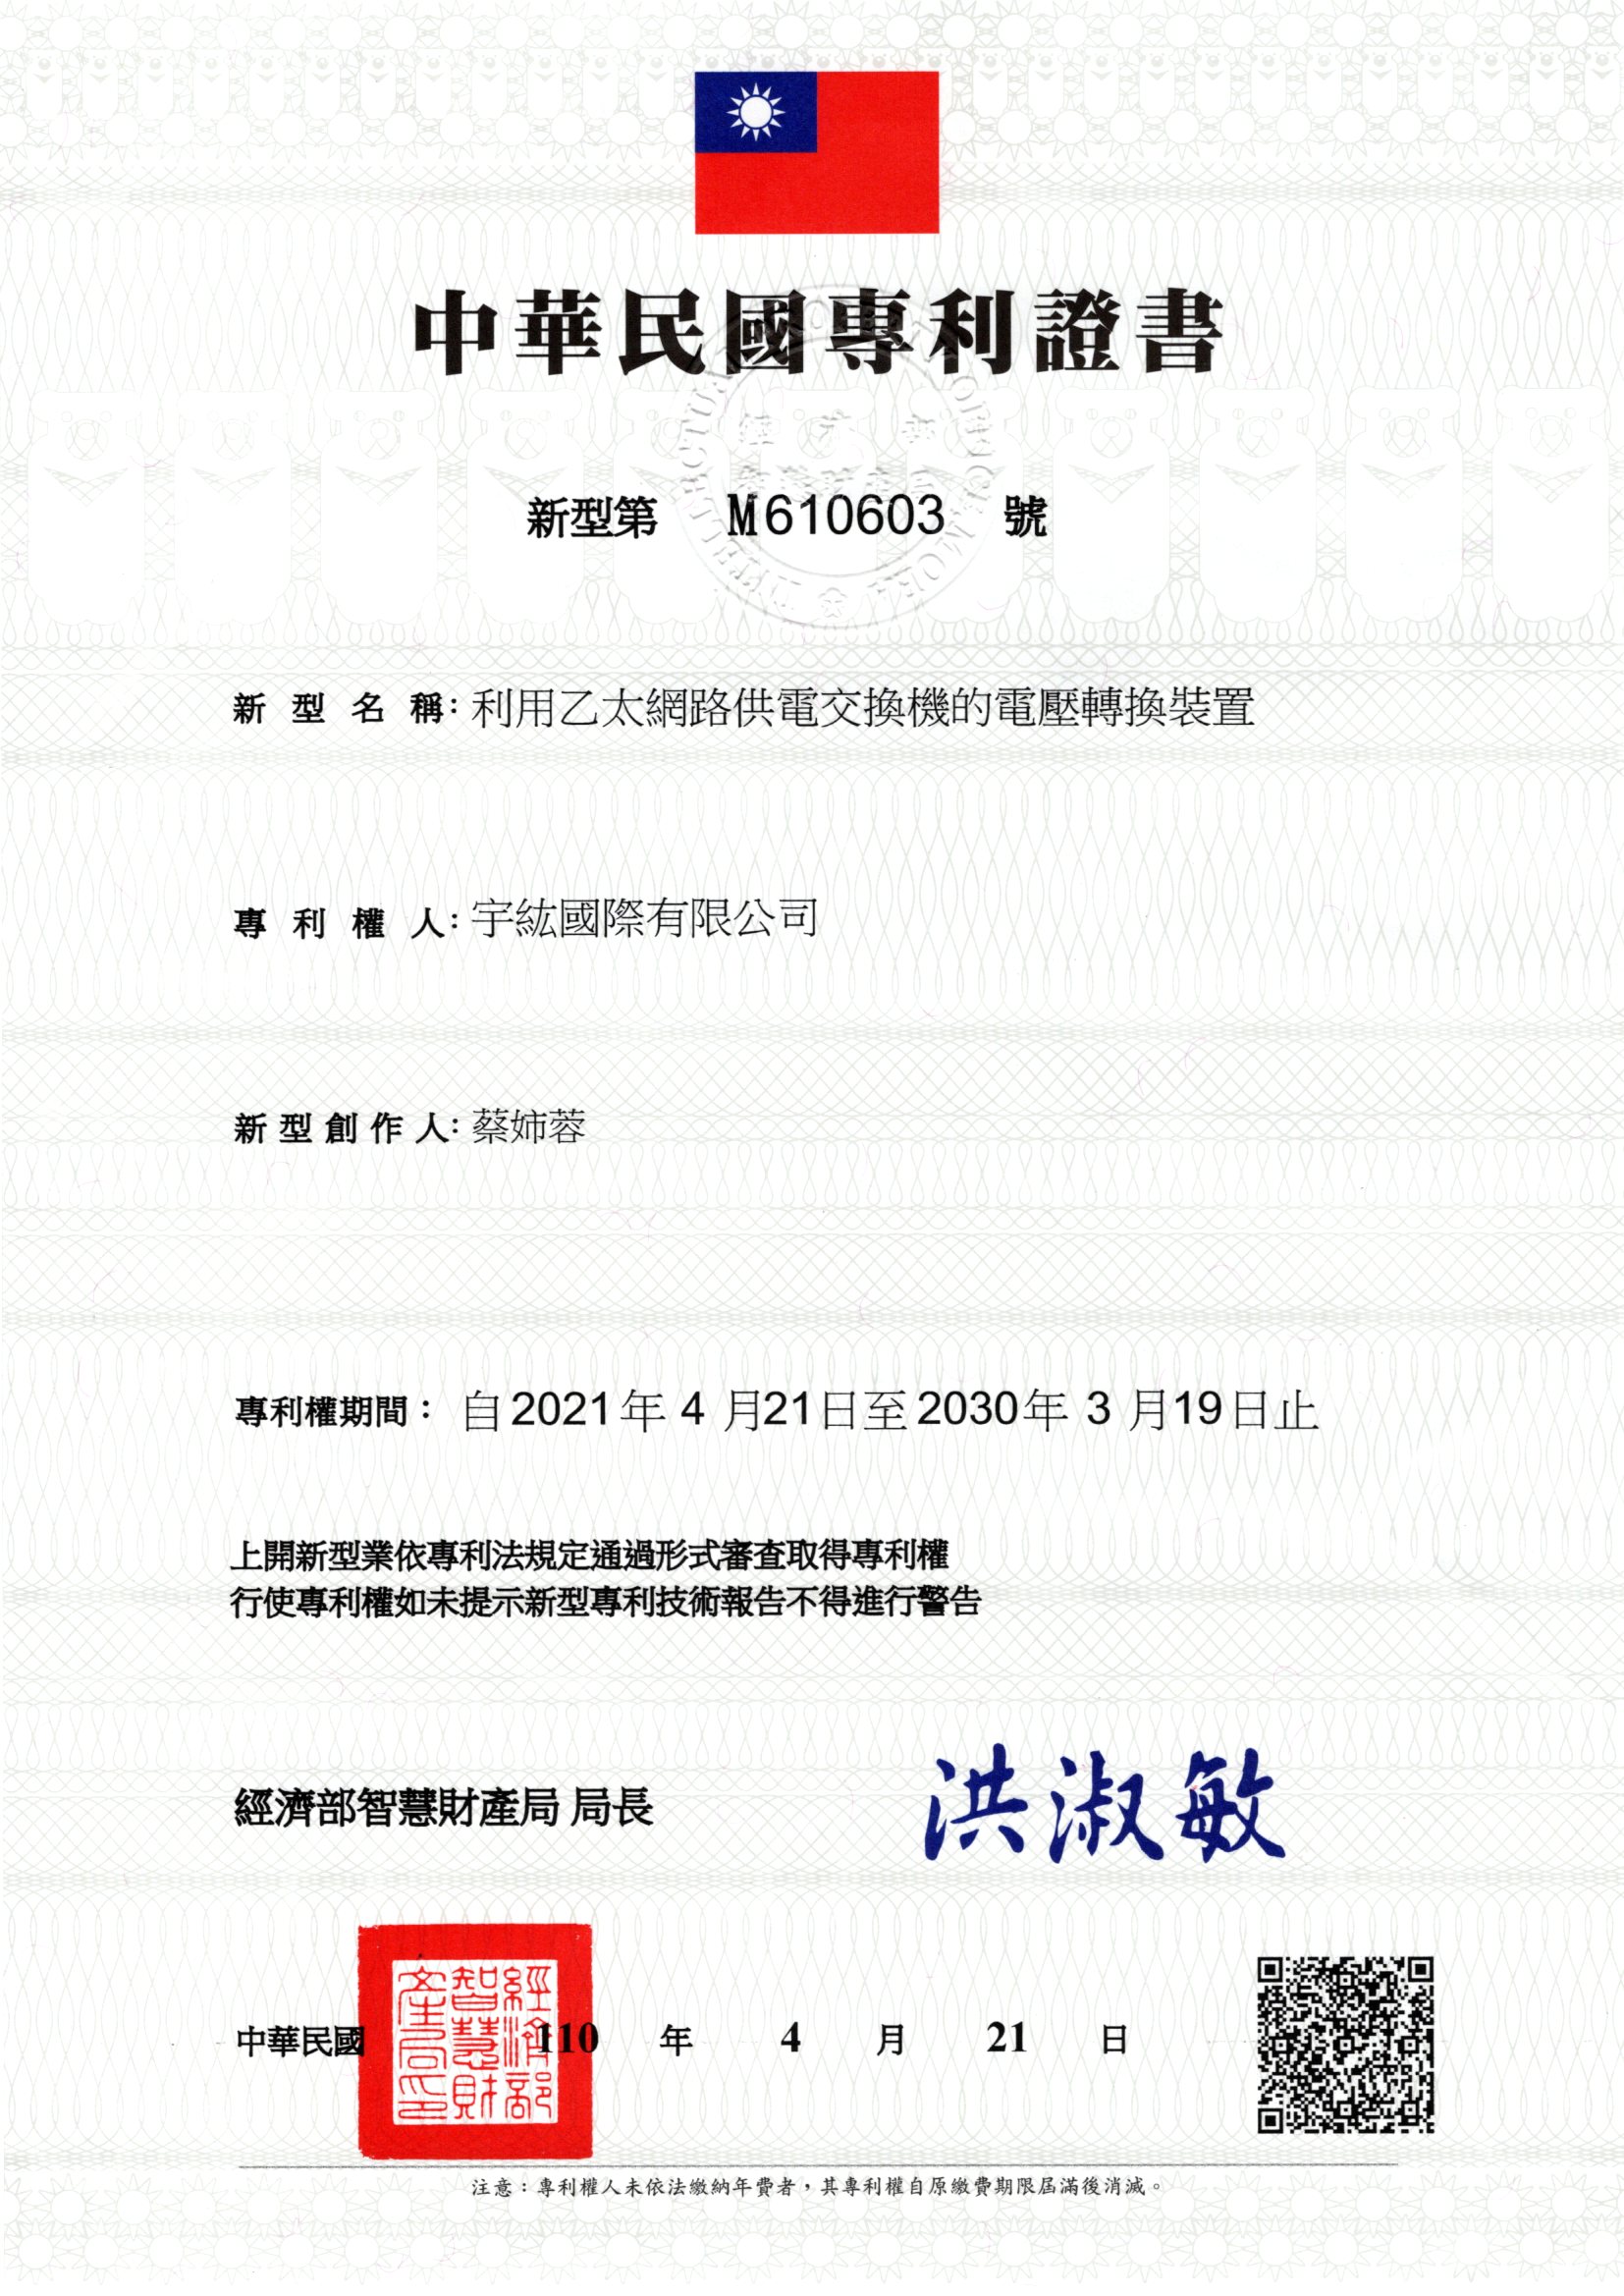 中華民國專利證書
新型第 M610603 號
新型名稱：利用乙太網路供電交換機的電壓轉換裝置
專利權人：宇紘國際有限公司
新型創作人：蔡姉蓉
專利權期間： 自2021年 4 月21日至2030年 3 月19日止
上開新型業依專利法規定通過形式審查取得專利權
行使專利權如未提示新型專利技術報告不得進行警告
經濟部智慧財產局 局長 洪淑敏
經濟部
智慧財
產局印
中華民國 110 年 4 月 21 日
注意：專利權人未依法繳納年費者，其專利權自原繳費期限屆滿後消滅。